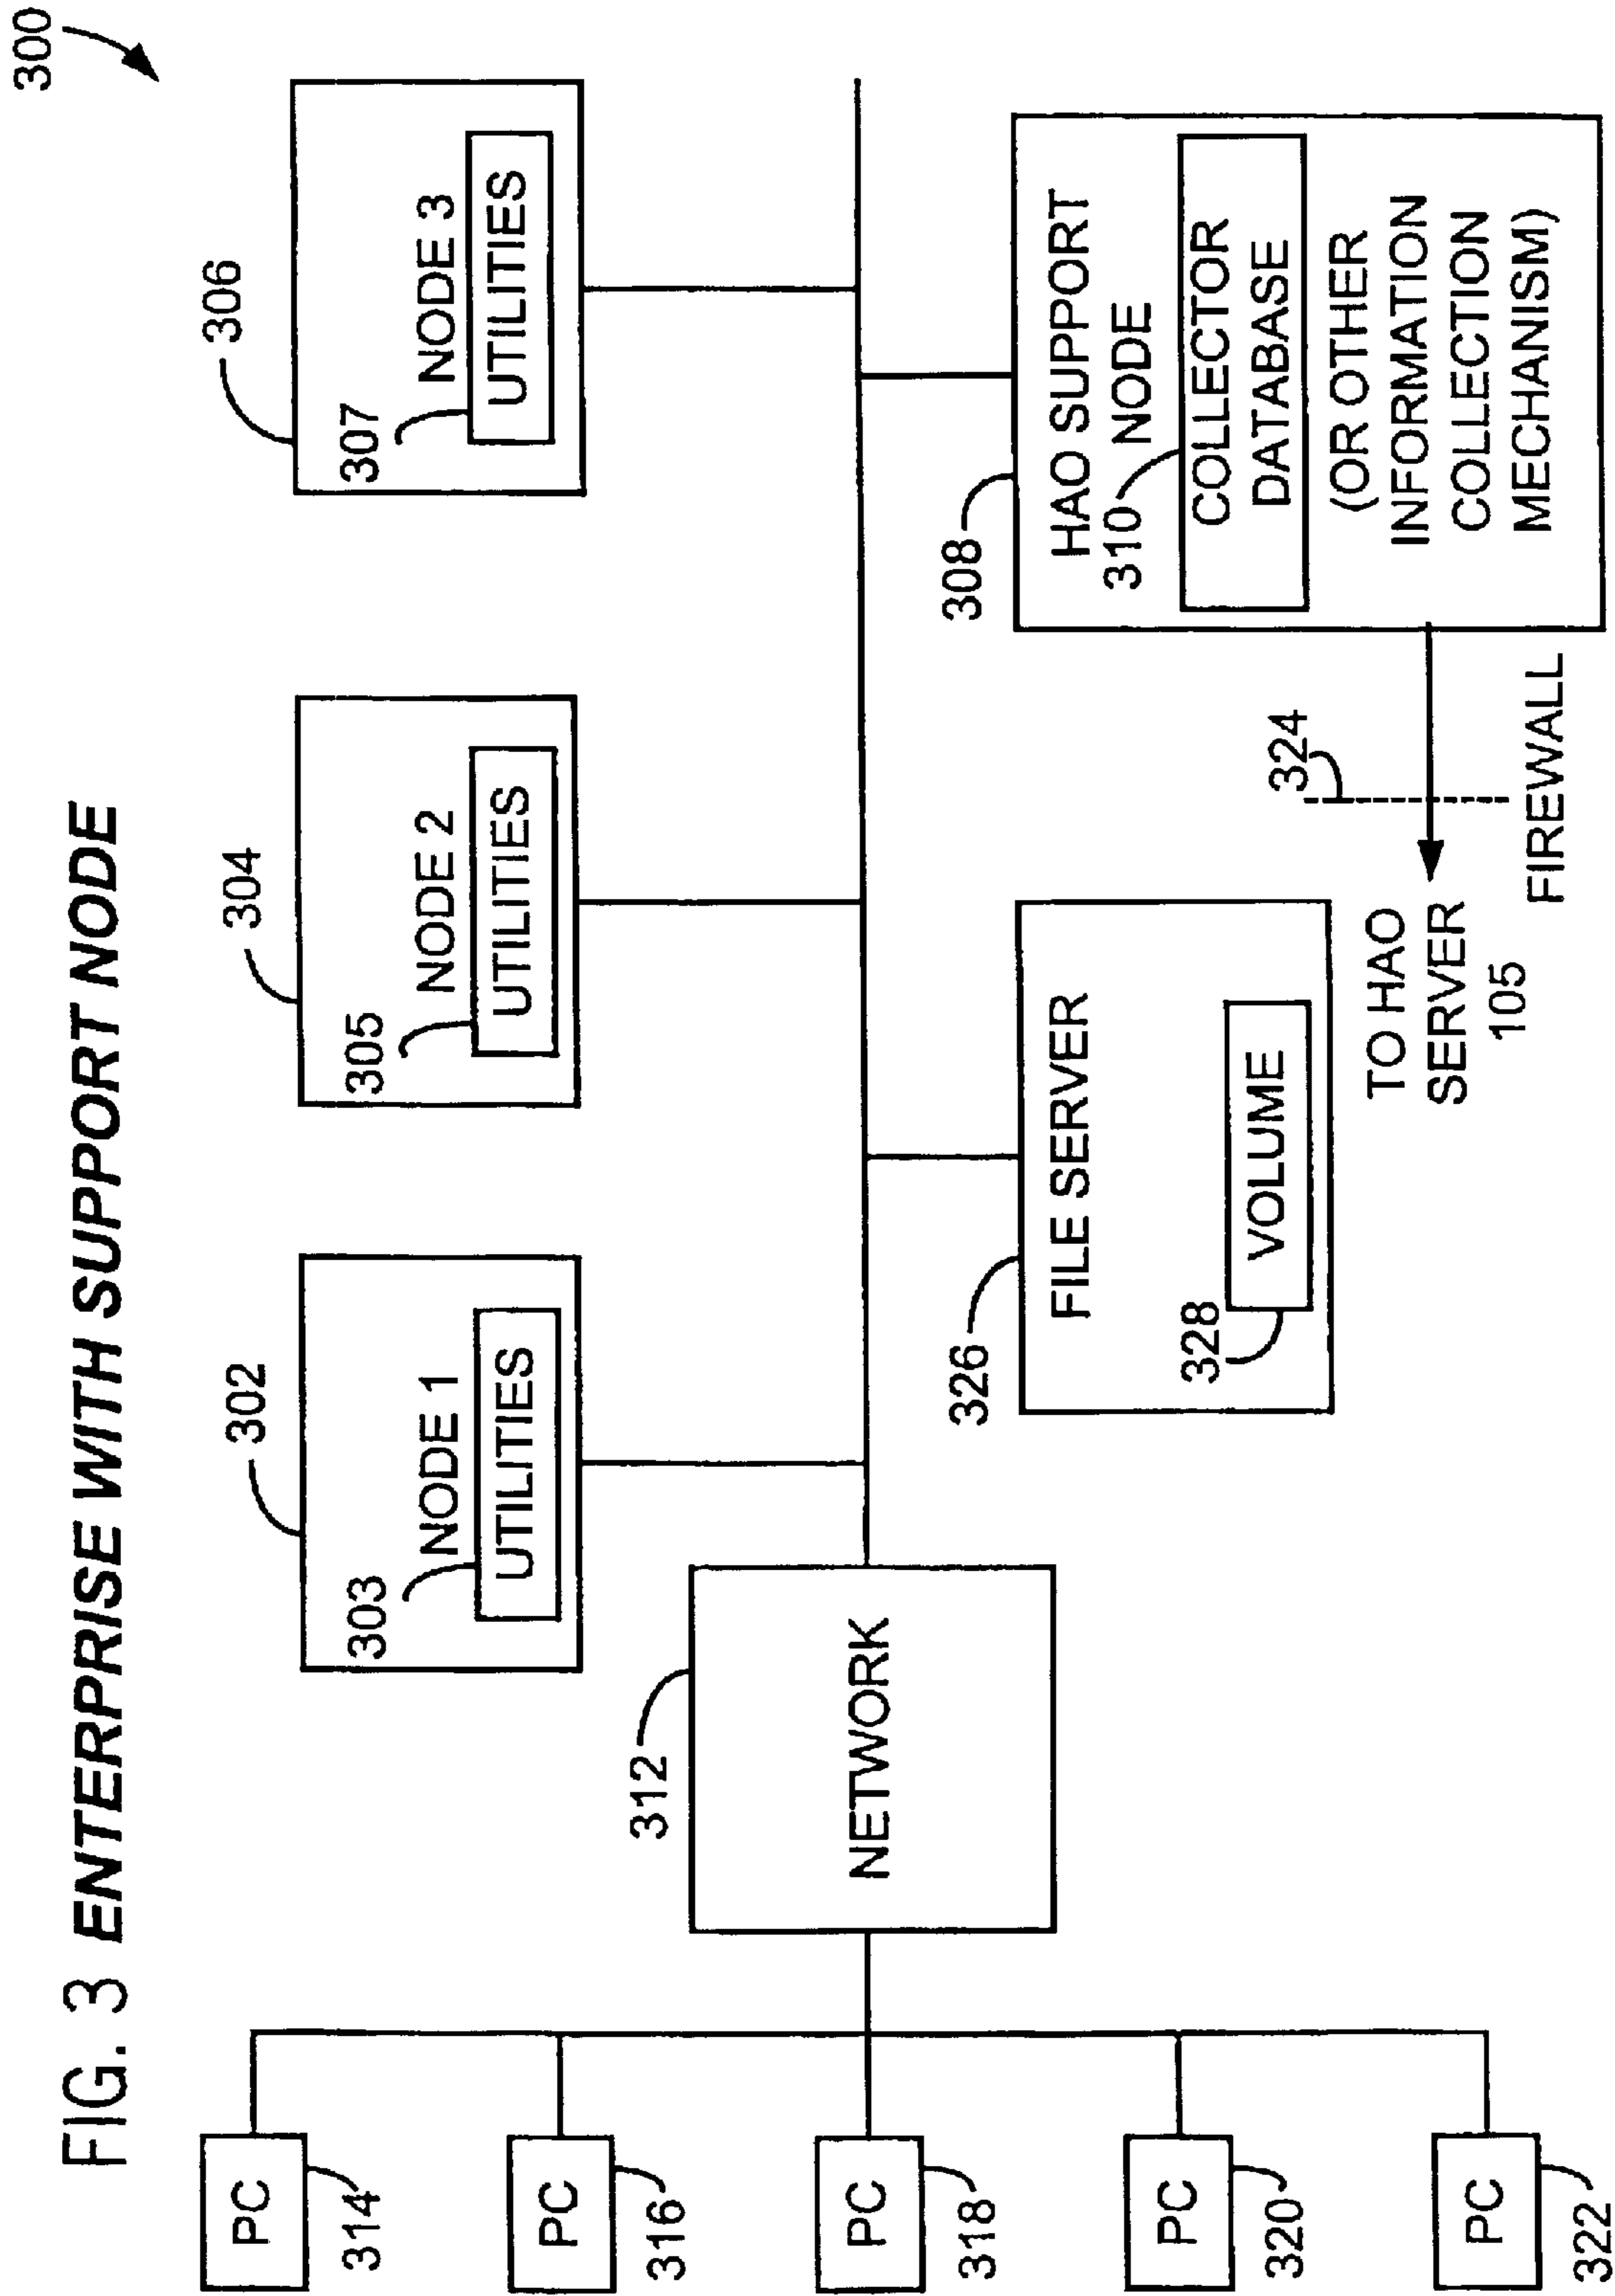 FIG. 3 ENTERPRISE WITH SUPPORT NODE
300
302
304
306
NODE 1
303
UTILITIES
NODE 2
305
UTILITIES
NODE 3
307
UTILITIES
312
NETWORK
PC
314
PC
316
PC
318
PC
320
PC
322
326
FILE SERVER
328
VOLUME
308
HAO SUPPORT
NODE
310
COLLECTOR
DATABASE
(OR OTHER
INFORMATION
COLLECTION
MECHANISM)
324
FIREWALL
TO HAO
SERVER
105